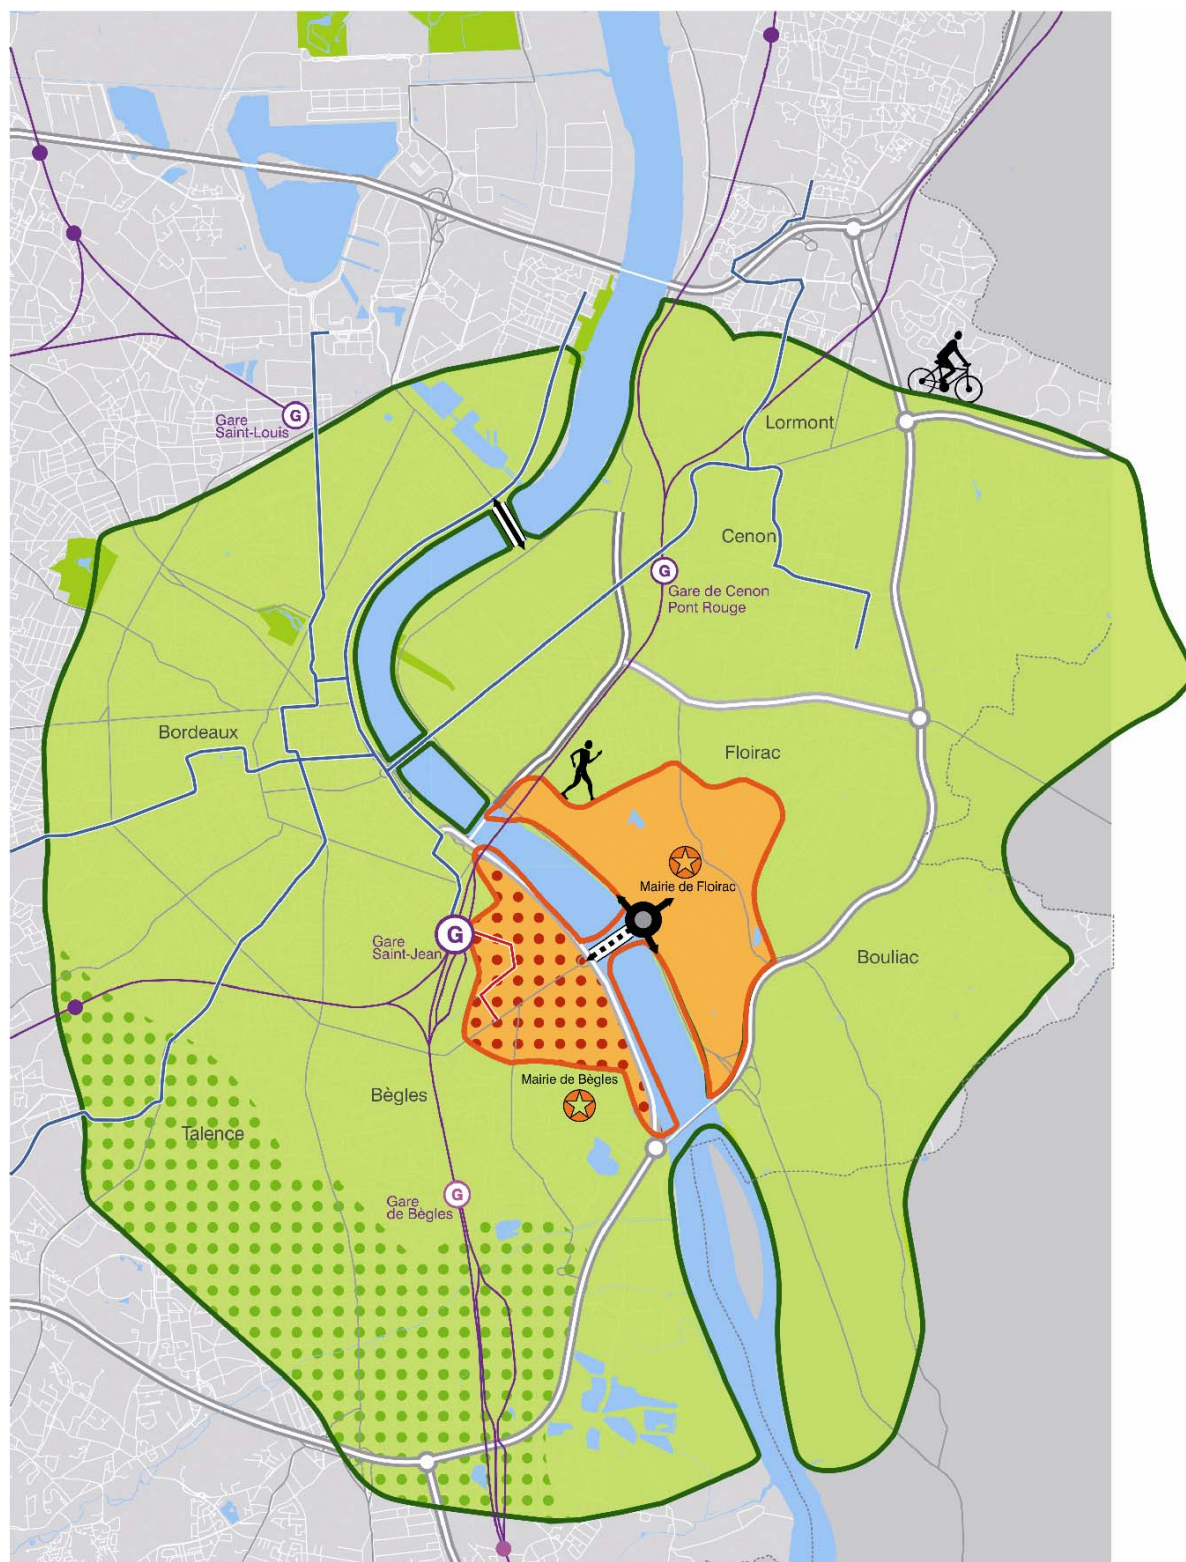 G
Gare
Saint-Louis
Lormont
Cenon
G
Gare de Cenon
Pont Rouge
Bordeaux
Floirac
Mairie de Floirac
G
Gare
Saint-Jean
Bouliac
Mairie de Bègles
Bègles
Talence
G
Gare
de Bègles